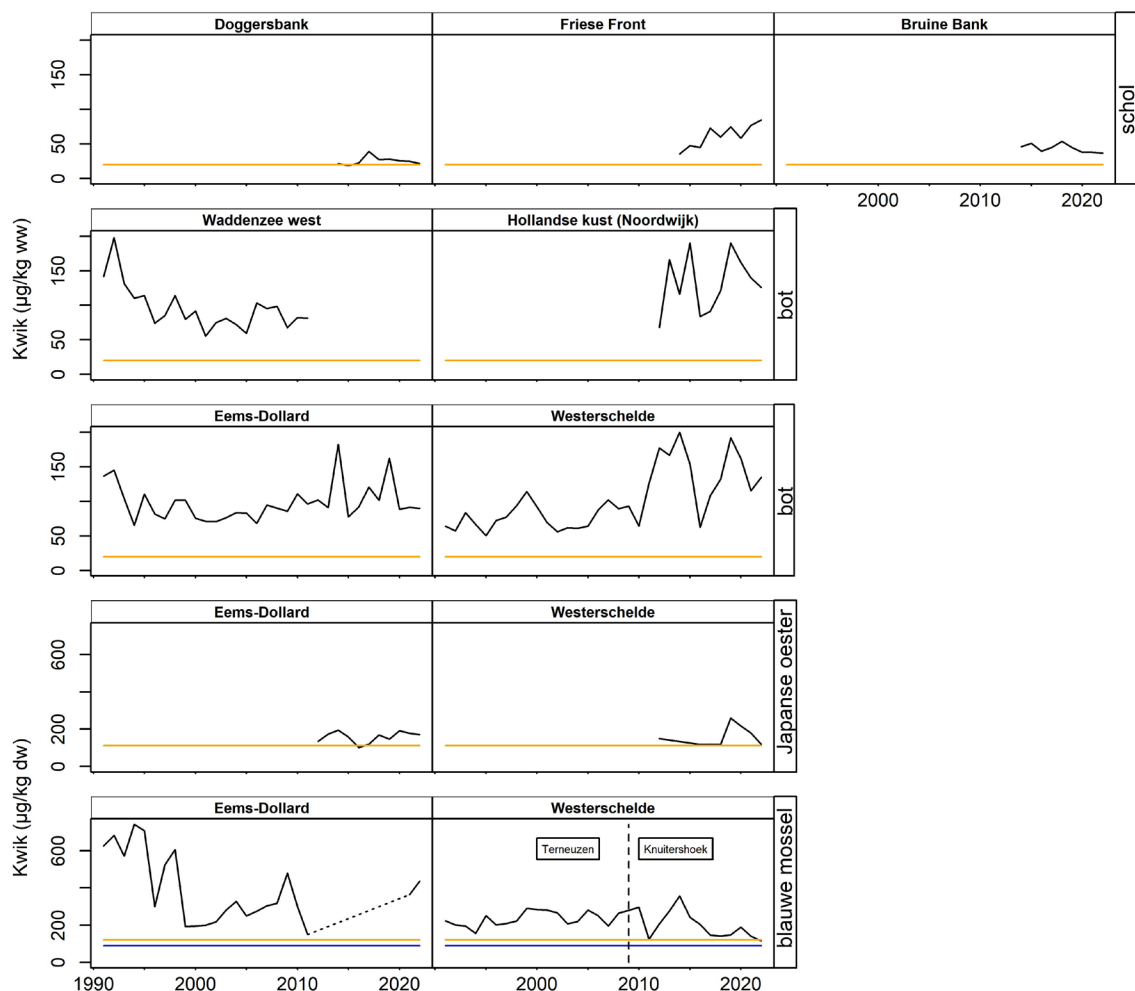 Doggersbank Friese Front Bruine Bank
150
50
0
schol
2000 2010 2020
Kwik (µg/kg ww)
Waddenzee west Hollandse kust (Noordwijk)
150
50
0
bot
Eems-Dollard Westerschelde
150
50
0
bot
Eems-Dollard Westerschelde
600
200
0
Japanse oester
Kwik (µg/kg dw)
Eems-Dollard Westerschelde
600
200
0
Terneuzen Knuitershoek
blauwe mossel
1990 2000 2010 2020 2000 2010 2020